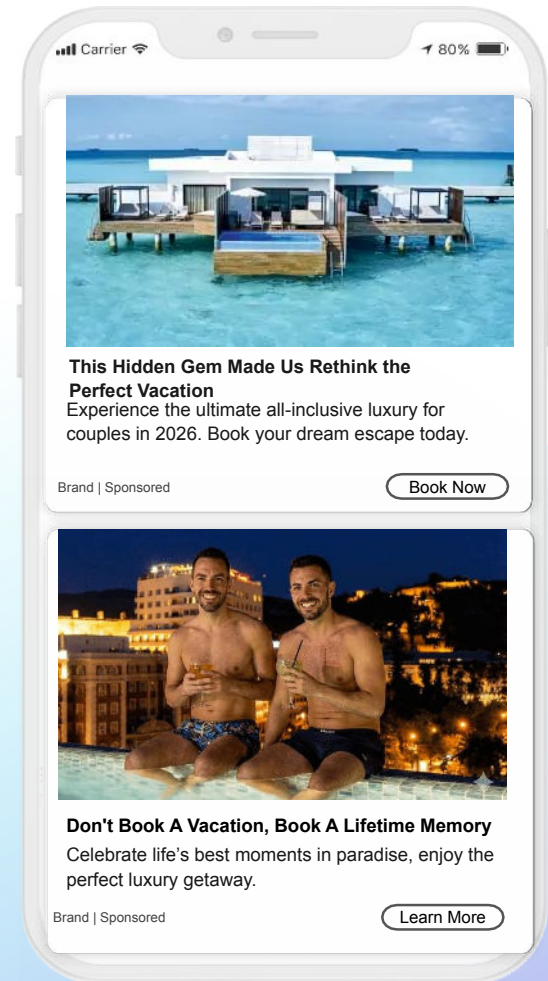 Carrier 80%
This Hidden Gem Made Us Rethink the
Perfect Vacation
Experience the ultimate all-inclusive luxury for
couples in 2026. Book your dream escape today.
Brand | Sponsored Book Now
Don't Book A Vacation, Book A Lifetime Memory
Celebrate life’s best moments in paradise, enjoy the
perfect luxury getaway.
Brand | Sponsored Learn More